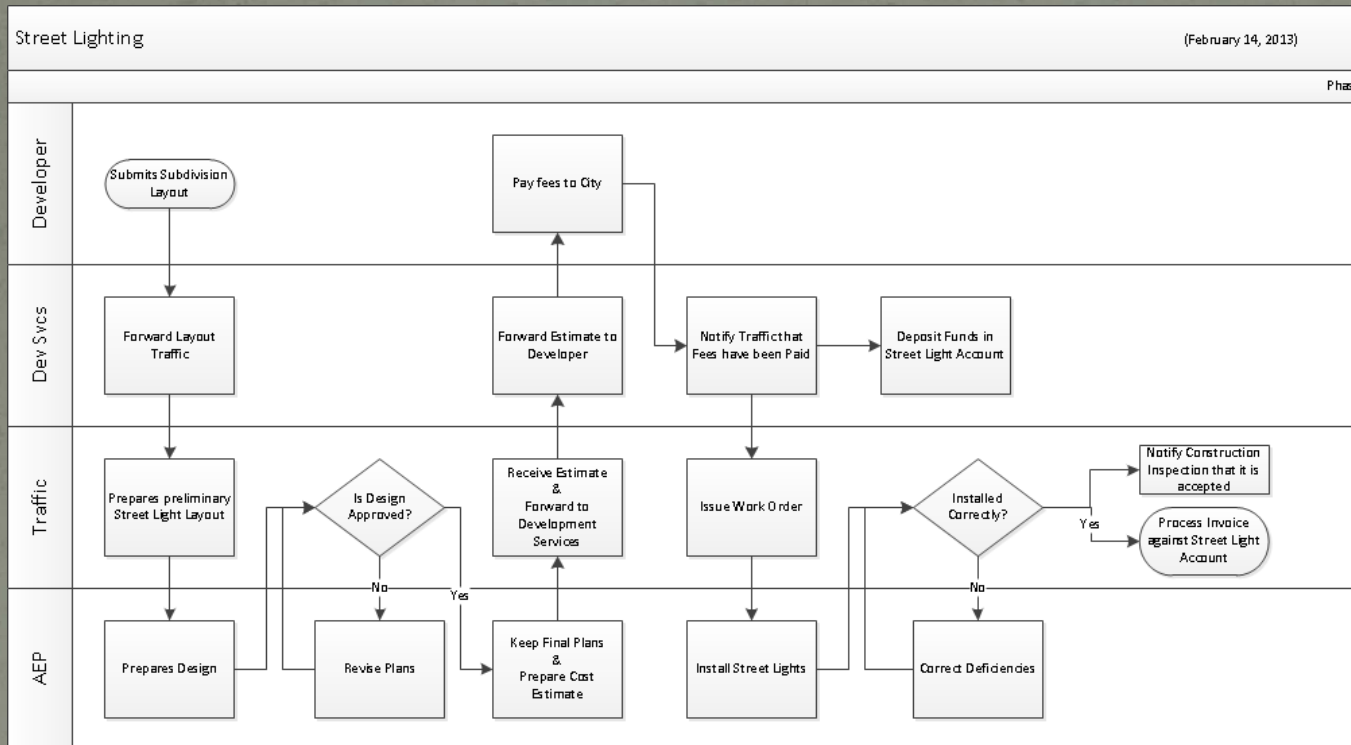 Street Lighting
(February 14, 2013)
Phas
Developer
Submits Subdivision
Layout
Pay fees to City
Dev Svcs
Forward Layout
Traffic
Forward Estimate to
Developer
Notify Traffic that
Fees have been Paid
Deposit Funds in
Street Light Account
Traffic
Prepares preliminary
Street Light Layout
Is Design
Approved?
No
Yes
Receive Estimate
&
Forward to
Development
Services
Issue Work Order
Installed
Correctly?
No
Yes
Notify Construction
Inspection that it is
accepted
Process Invoice
against Street Light
Account
AEP
Prepares Design
Revise Plans
Keep Final Plans
&
Prepare Cost
Estimate
Install Street Lights
Correct Deficiencies